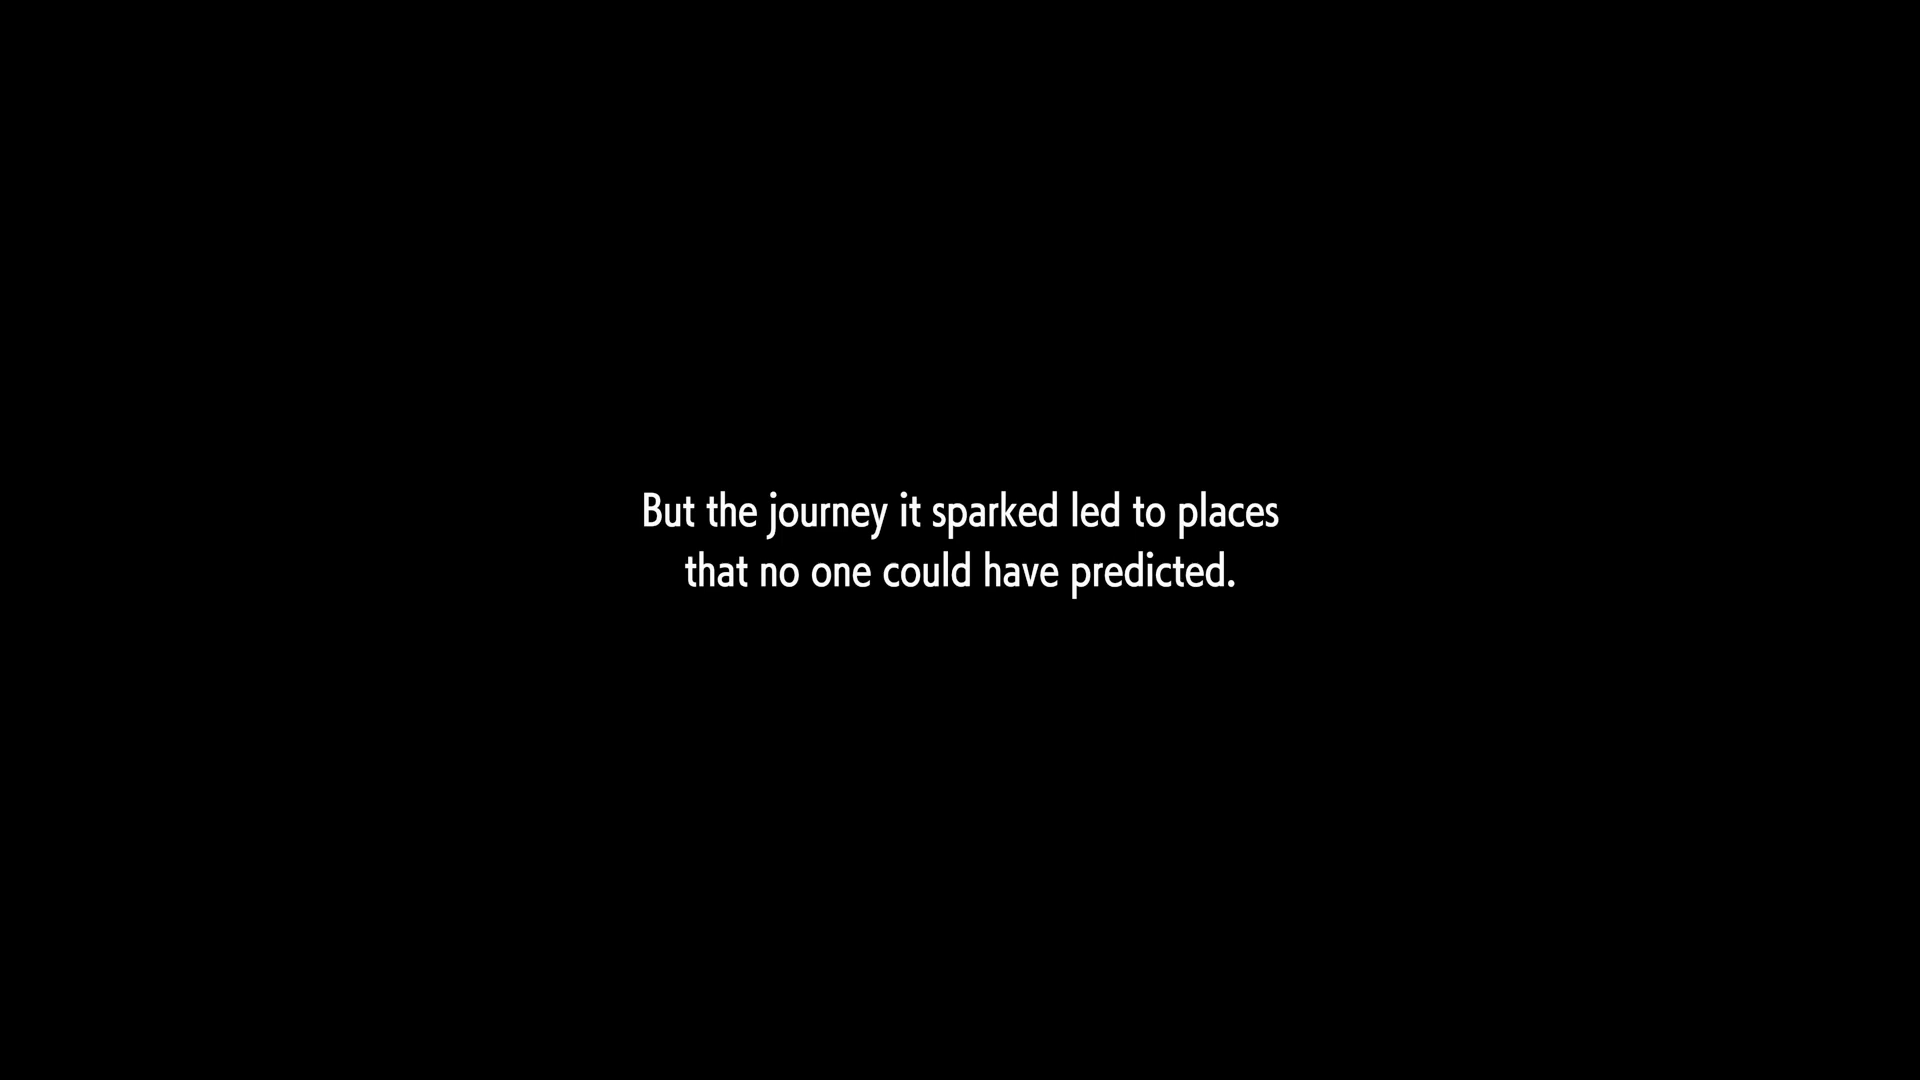 But the journey it sparked led to places
that no one could have predicted.